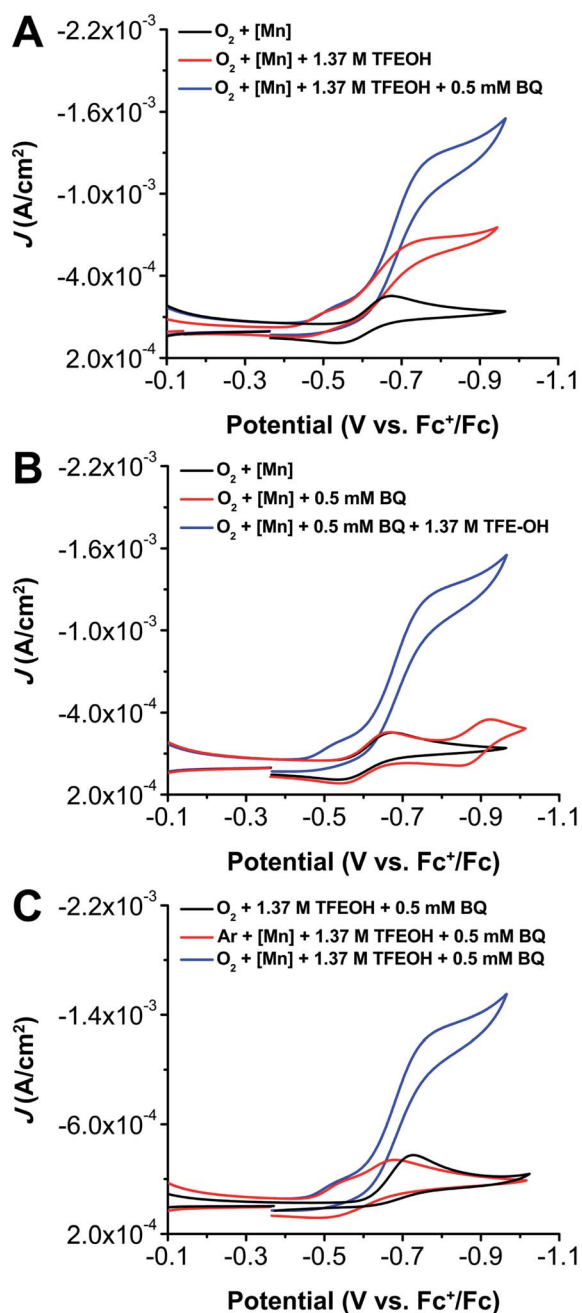 A
O₂ + [Mn]
O₂ + [Mn] + 1.37 M TFEOH
O₂ + [Mn] + 1.37 M TFEOH + 0.5 mM BQ
J (A/cm²)
-2.2x10⁻³
-1.6x10⁻³
-1.0x10⁻³
-4.0x10⁻⁴
2.0x10⁻⁴
-0.1 -0.3 -0.5 -0.7 -0.9 -1.1
Potential (V vs. Fc⁺/Fc)
B
O₂ + [Mn]
O₂ + [Mn] + 0.5 mM BQ
O₂ + [Mn] + 0.5 mM BQ + 1.37 M TFE-OH
J (A/cm²)
-2.2x10⁻³
-1.6x10⁻³
-1.0x10⁻³
-4.0x10⁻⁴
2.0x10⁻⁴
-0.1 -0.3 -0.5 -0.7 -0.9 -1.1
Potential (V vs. Fc⁺/Fc)
C
O₂ + 1.37 M TFEOH + 0.5 mM BQ
Ar + [Mn] + 1.37 M TFEOH + 0.5 mM BQ
O₂ + [Mn] + 1.37 M TFEOH + 0.5 mM BQ
J (A/cm²)
-2.2x10⁻³
-1.4x10⁻³
-6.0x10⁻⁴
2.0x10⁻⁴
-0.1 -0.3 -0.5 -0.7 -0.9 -1.1
Potential (V vs. Fc⁺/Fc)